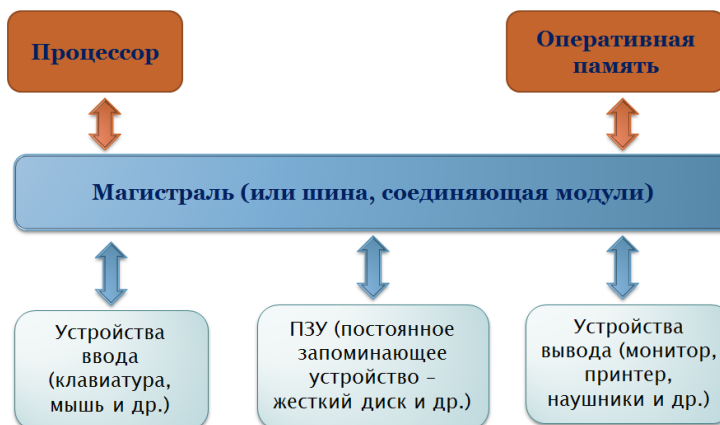 Процессор
Оперативная
память
Магистраль (или шина, соединяющая модули)
Устройства
ввода
(клавиатура,
мышь и др.)
ПЗУ (постоянное
запоминающее
устройство –
жесткий диск и др.)
Устройства
вывода (монитор,
принтер,
наушники и др.)